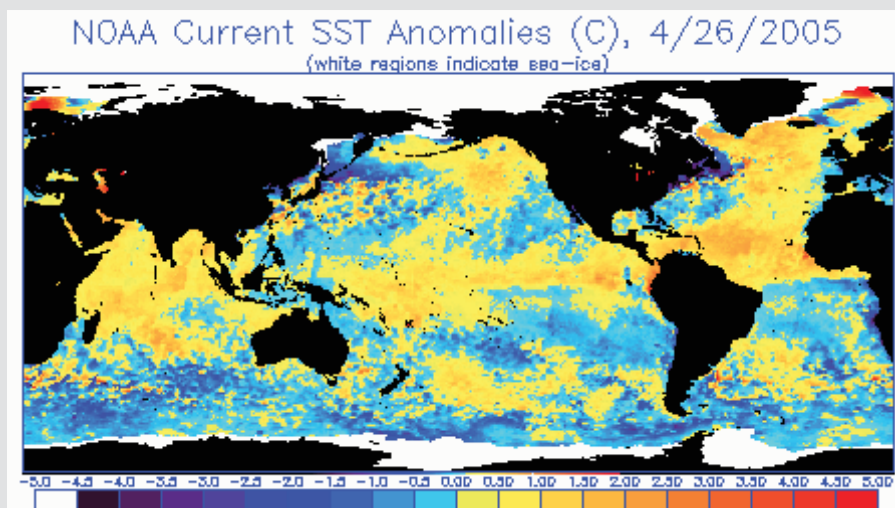 NOAA Current SST Anomalies (C), 4/26/2005
(white regions indicate sea-ice)
-5.0 -4.5 -4.0 -3.5 -3.0 -2.5 -2.0 -1.5 -1.0 -0.5 0.00 0.50 1.00 1.50 2.00 2.50 3.00 3.50 4.00 4.50 5.00